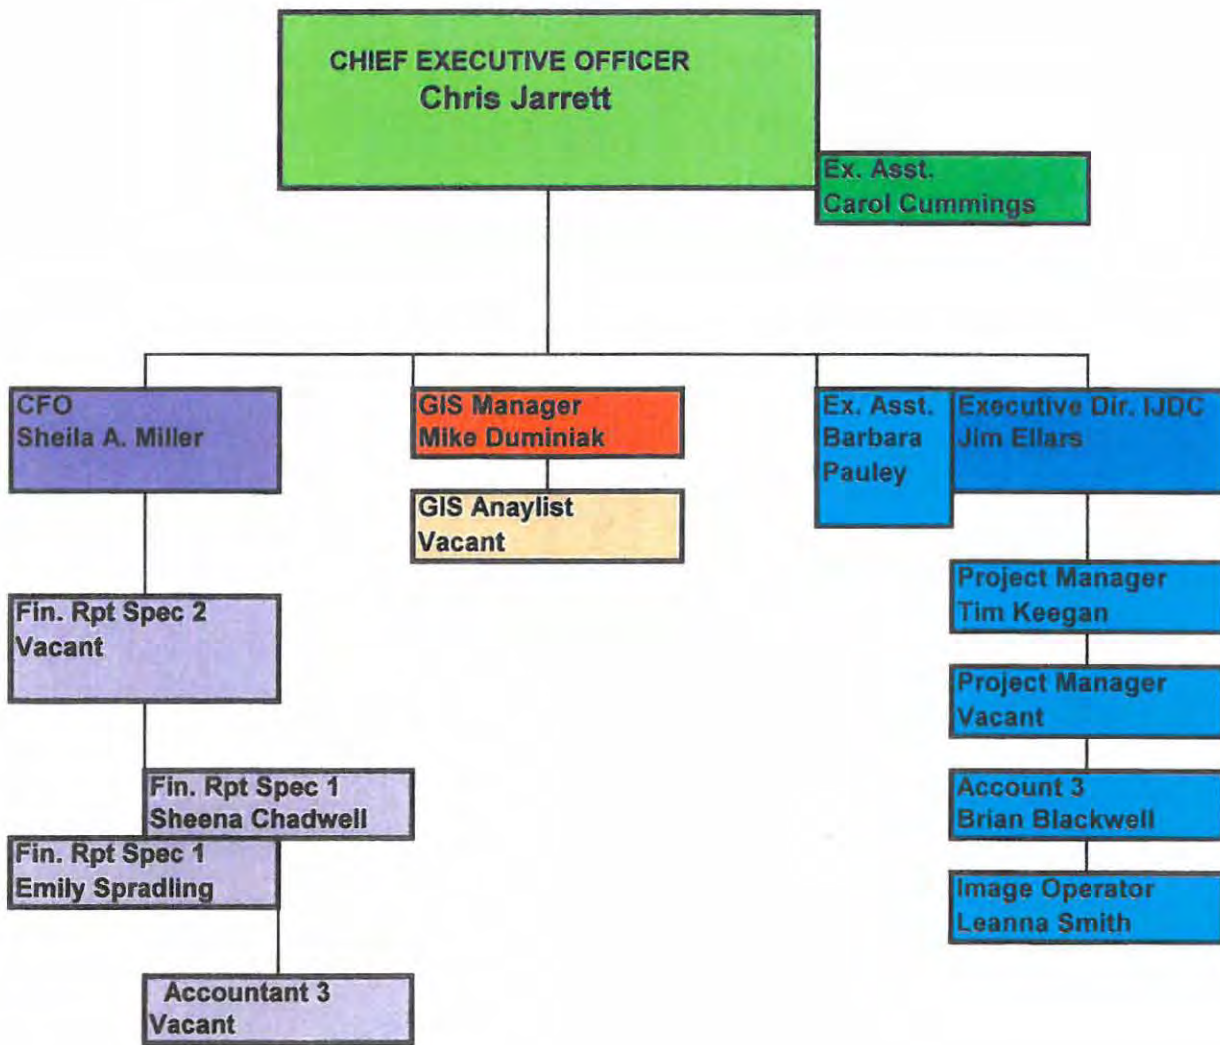 CHIEF EXECUTIVE OFFICER
Chris Jarrett
Ex. Asst.
Carol Cummings
CFO
Sheila A. Miller
GIS Manager
Mike Duminiak
GIS Anaylist
Vacant
Ex. Asst.
Barbara
Pauley
Executive Dir. IJDC
Jim Ellars
Project Manager
Tim Keegan
Project Manager
Vacant
Account 3
Brian Blackwell
Image Operator
Leanna Smith
Fin. Rpt Spec 2
Vacant
Fin. Rpt Spec 1
Sheena Chadwell
Fin. Rpt Spec 1
Emily Spradling
Accountant 3
Vacant